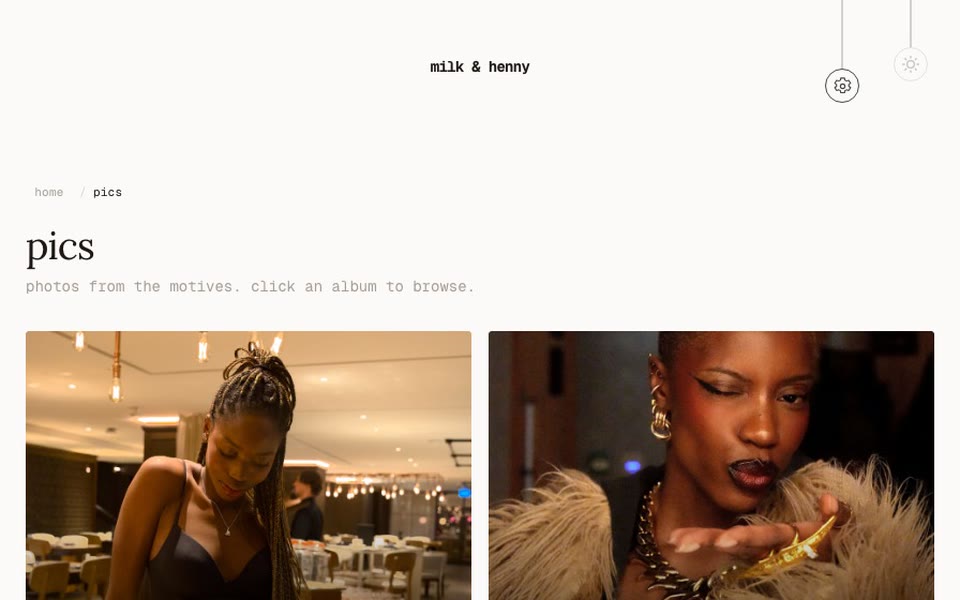 milk & henny
home / pics
pics
photos from the motives. click an album to browse.